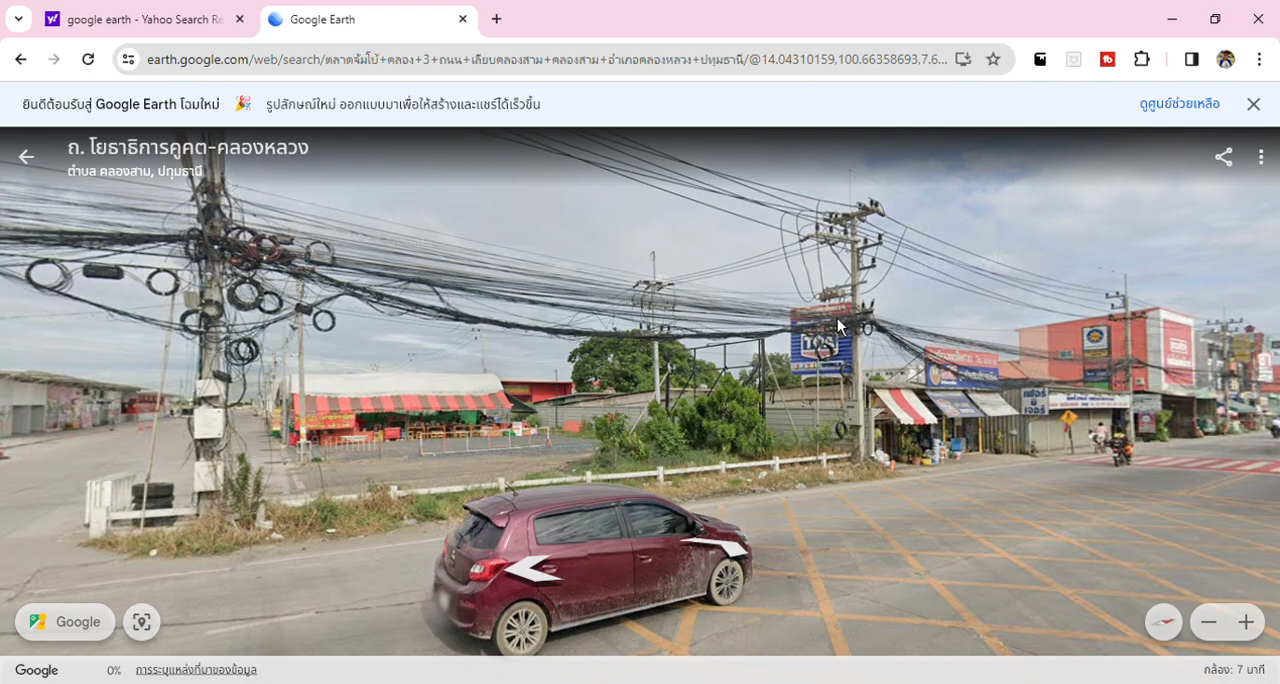 google earth - Yahoo Search Re
Google Earth
earth.google.com/web/search/ตลาดจัมโบ้+คลอง+3+ถนน+เลียบคลองสาม+คลองสาม+อำเภอคลองหลวง+ปทุมธานี/@14.04310159,100.66358693,7.6...
ยินดีต้อนรับสู่ Google Earth โฉมใหม่ 🎉 รูปลักษณ์ใหม่ ออกแบบมาเพื่อให้สร้างและแชร์ได้เร็วขึ้น
ดูศูนย์ช่วยเหลือ
ถ. โยธาธิการคูคต-คลองหลวง
ตำบล คลองสาม, ปทุมธานี
TOS
เฟอร์
นิ
เจอร์
Google
Google
0%
การระบุแหล่งที่มาของข้อมูล
กล้อง: 7 นาที